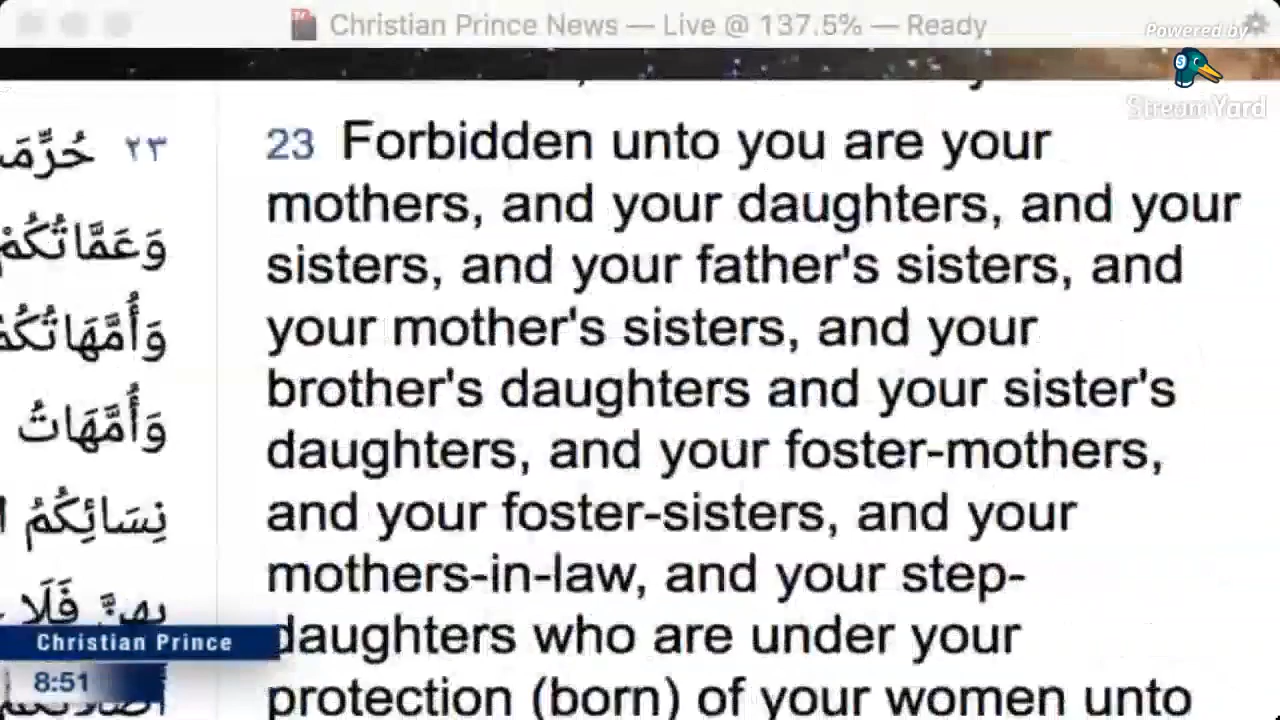 Christian Prince News — Live @ 137.5% — Ready
Powered by
StreamYard
23 Forbidden unto you are your
mothers, and your daughters, and your
sisters, and your father's sisters, and
your mother's sisters, and your
brother's daughters and your sister's
daughters, and your foster-mothers,
and your foster-sisters, and your
mothers-in-law, and your step-
daughters who are under your
protection (born) of your women unto
٢٣
وَعَمَّاتُكُمْ
وَأُمَّهَاتُكُمُ
وَأُمَّهَاتُ
نِسَائِكُمُ
بِهِنَّ فَلَا
Christian Prince
8:51